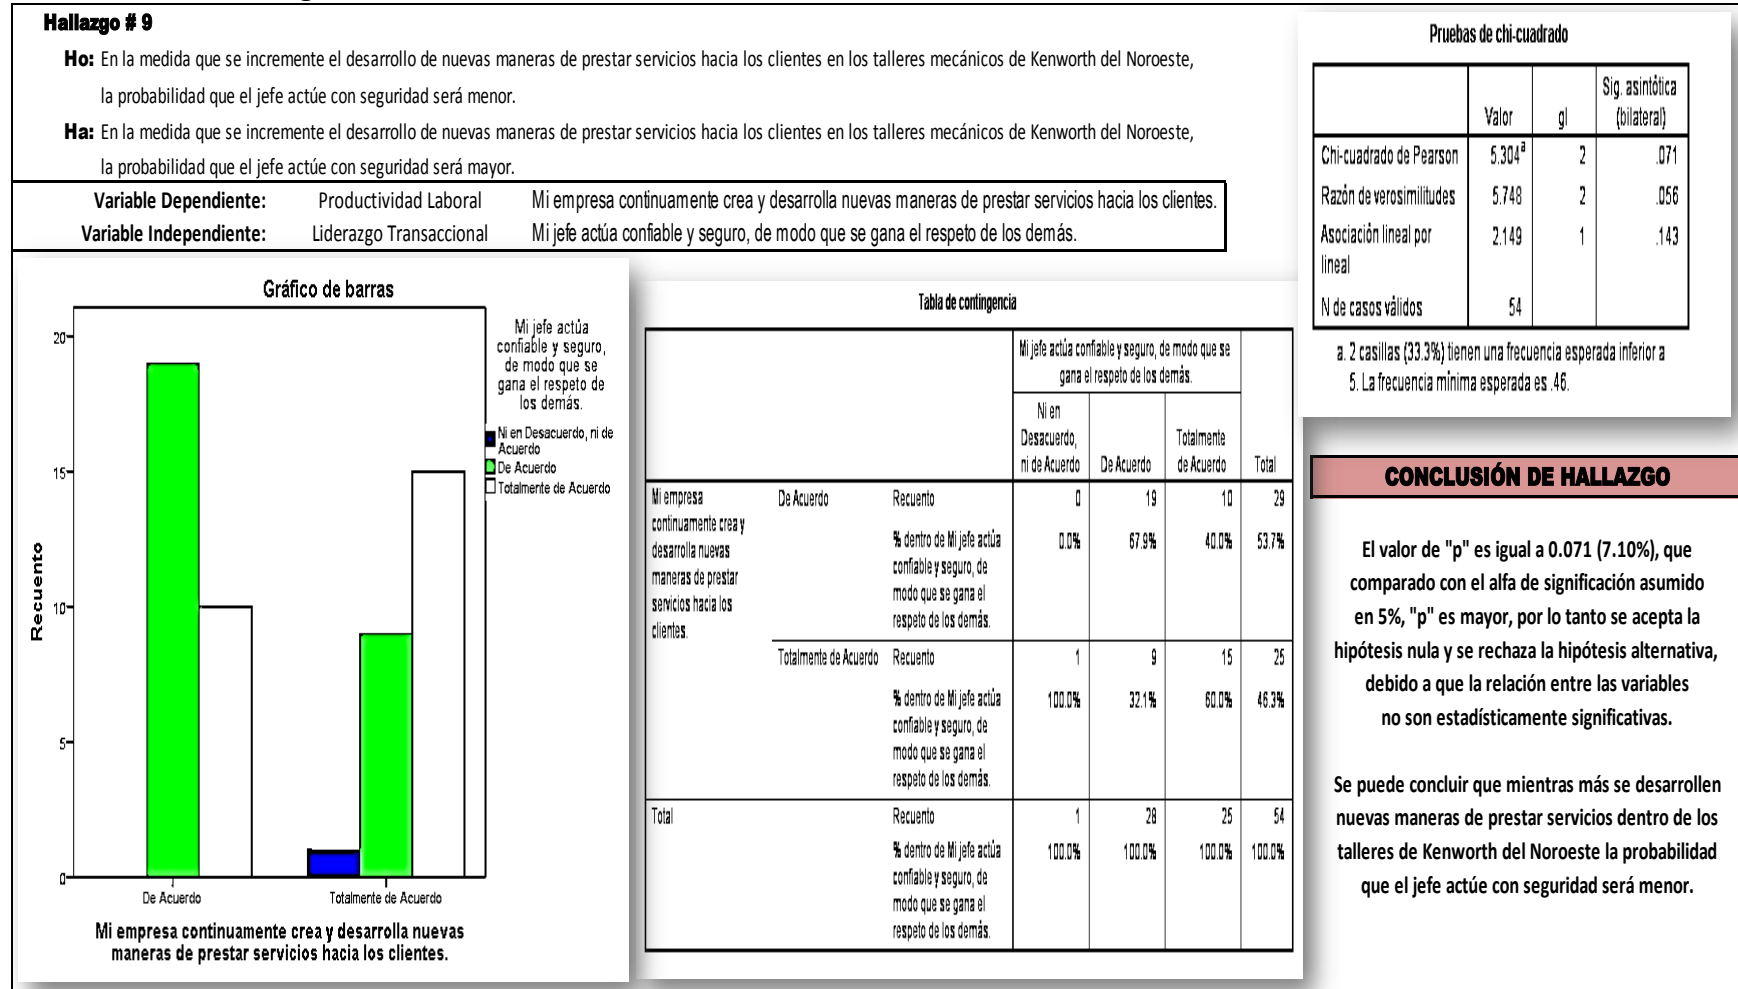 Hallazgo # 9
Ho: En la medida que se incremente el desarrollo de nuevas maneras de prestar servicios hacia los clientes en los talleres mecánicos de Kenworth del Noroeste,
la probabilidad que el jefe actúe con seguridad será menor.
Ha: En la medida que se incremente el desarrollo de nuevas maneras de prestar servicios hacia los clientes en los talleres mecánicos de Kenworth del Noroeste,
la probabilidad que el jefe actúe con seguridad será mayor.
Variable Dependiente: Productividad Laboral Mi empresa continuamente crea y desarrolla nuevas maneras de prestar servicios hacia los clientes.
Variable Independiente: Liderazgo Transaccional Mi jefe actúa confiable y seguro, de modo que se gana el respeto de los demás.
Gráfico de barras
Mi jefe actúa
confiable y seguro,
de modo que se
gana el respeto de
los demás.
Ni en Desacuerdo, ni de
Acuerdo
De Acuerdo
Totalmente de Acuerdo
Recuento
20
15
10
5
0
De Acuerdo Totalmente de Acuerdo
Mi empresa continuamente crea y desarrolla nuevas
maneras de prestar servicios hacia los clientes.
Tabla de contingencia
Mi jefe actúa confiable y seguro, de modo que se
gana el respeto de los demás.
Ni en
Desacuerdo,
ni de Acuerdo De Acuerdo Totalmente
de Acuerdo Total
Mi empresa
continuamente crea y
desarrolla nuevas
maneras de prestar
servicios hacia los
clientes.
De Acuerdo Recuento 0 19 10 29
% dentro de Mi jefe actúa 0.0% 67.9% 40.0% 53.7%
confiable y seguro, de
modo que se gana el
respeto de los demás.
Totalmente de Acuerdo Recuento 1 9 15 25
% dentro de Mi jefe actúa 100.0% 32.1% 60.0% 46.3%
confiable y seguro, de
modo que se gana el
respeto de los demás.
Total Recuento 1 28 25 54
% dentro de Mi jefe actúa 100.0% 100.0% 100.0% 100.0%
confiable y seguro, de
modo que se gana el
respeto de los demás.
Pruebas de chi-cuadrado
Valor gl Sig. asintótica
(bilateral)
Chi-cuadrado de Pearson 5.304a 2 .071
Razón de verosimilitudes 5.748 2 .056
Asociación lineal por
lineal 2.149 1 .143
N de casos válidos 54
a. 2 casillas (33.3%) tienen una frecuencia esperada inferior a
5. La frecuencia mínima esperada es .46.
CONCLUSIÓN DE HALLAZGO
El valor de "p" es igual a 0.071 (7.10%), que
comparado con el alfa de significación asumido
en 5%, "p" es mayor, por lo tanto se acepta la
hipótesis nula y se rechaza la hipótesis alternativa,
debido a que la relación entre las variables
no son estadísticamente significativas.
Se puede concluir que mientras más se desarrollen
nuevas maneras de prestar servicios dentro de los
talleres de Kenworth del Noroeste la probabilidad
que el jefe actúe con seguridad será menor.